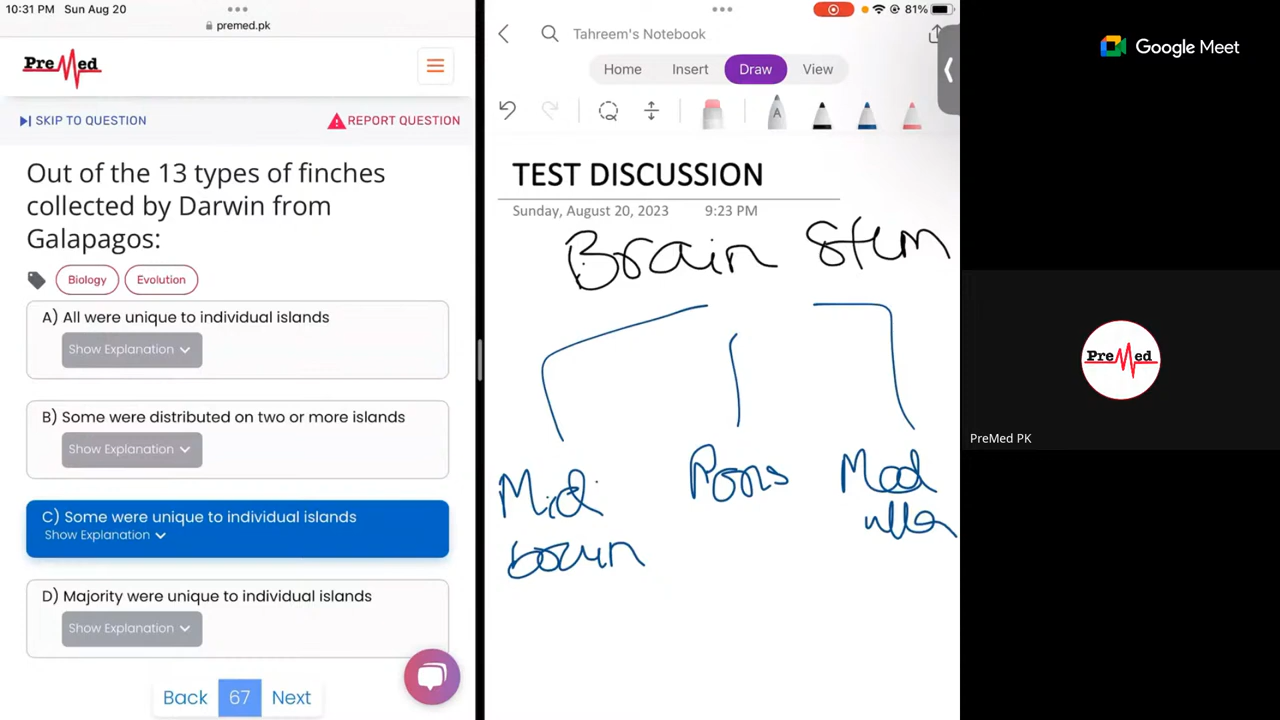 10:31 PM Sun Aug 20
premed.pk
PreMed
SKIP TO QUESTION
REPORT QUESTION
Out of the 13 types of finches
collected by Darwin from
Galapagos:
Biology
Evolution
A) All were unique to individual islands
Show Explanation
B) Some were distributed on two or more islands
Show Explanation
C) Some were unique to individual islands
Show Explanation
D) Majority were unique to individual islands
Show Explanation
Back 67 Next
81%
Tahreem's Notebook
Home Insert Draw View
A
TEST DISCUSSION
Sunday, August 20, 2023 9:23 PM
Brain Stem
Mid
brain
Pons
Med
ulla
Google Meet
PreMed
PreMed PK